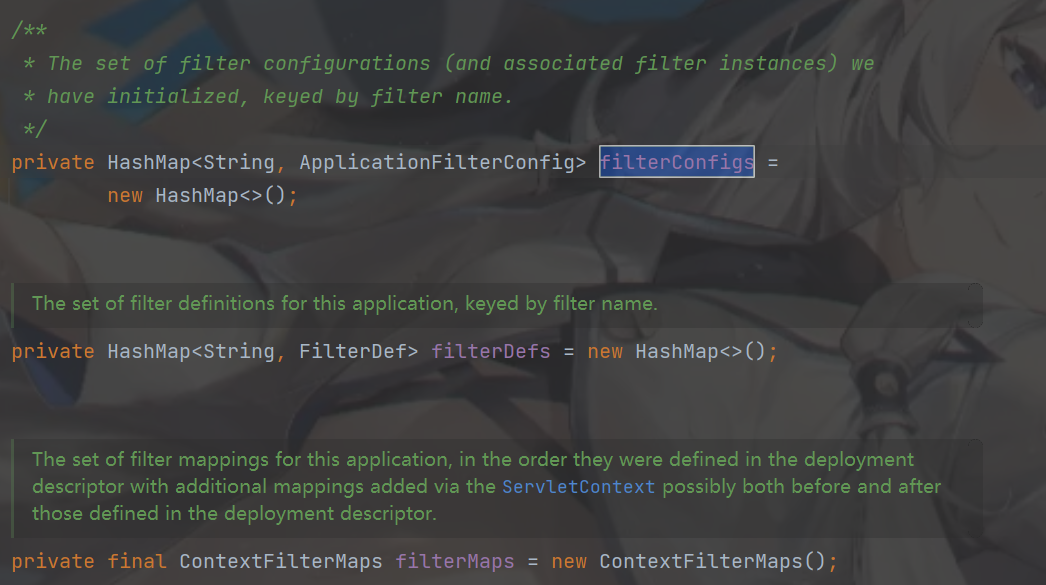 /**
* The set of filter configurations (and associated filter instances) we
* have initialized, keyed by filter name.
*/
private HashMap<String, ApplicationFilterConfig> filterConfigs =
new HashMap<>();
The set of filter definitions for this application, keyed by filter name.
private HashMap<String, FilterDef> filterDefs = new HashMap<>();
The set of filter mappings for this application, in the order they were defined in the deployment
descriptor with additional mappings added via the ServletContext possibly both before and after
those defined in the deployment descriptor.
private final ContextFilterMaps filterMaps = new ContextFilterMaps();